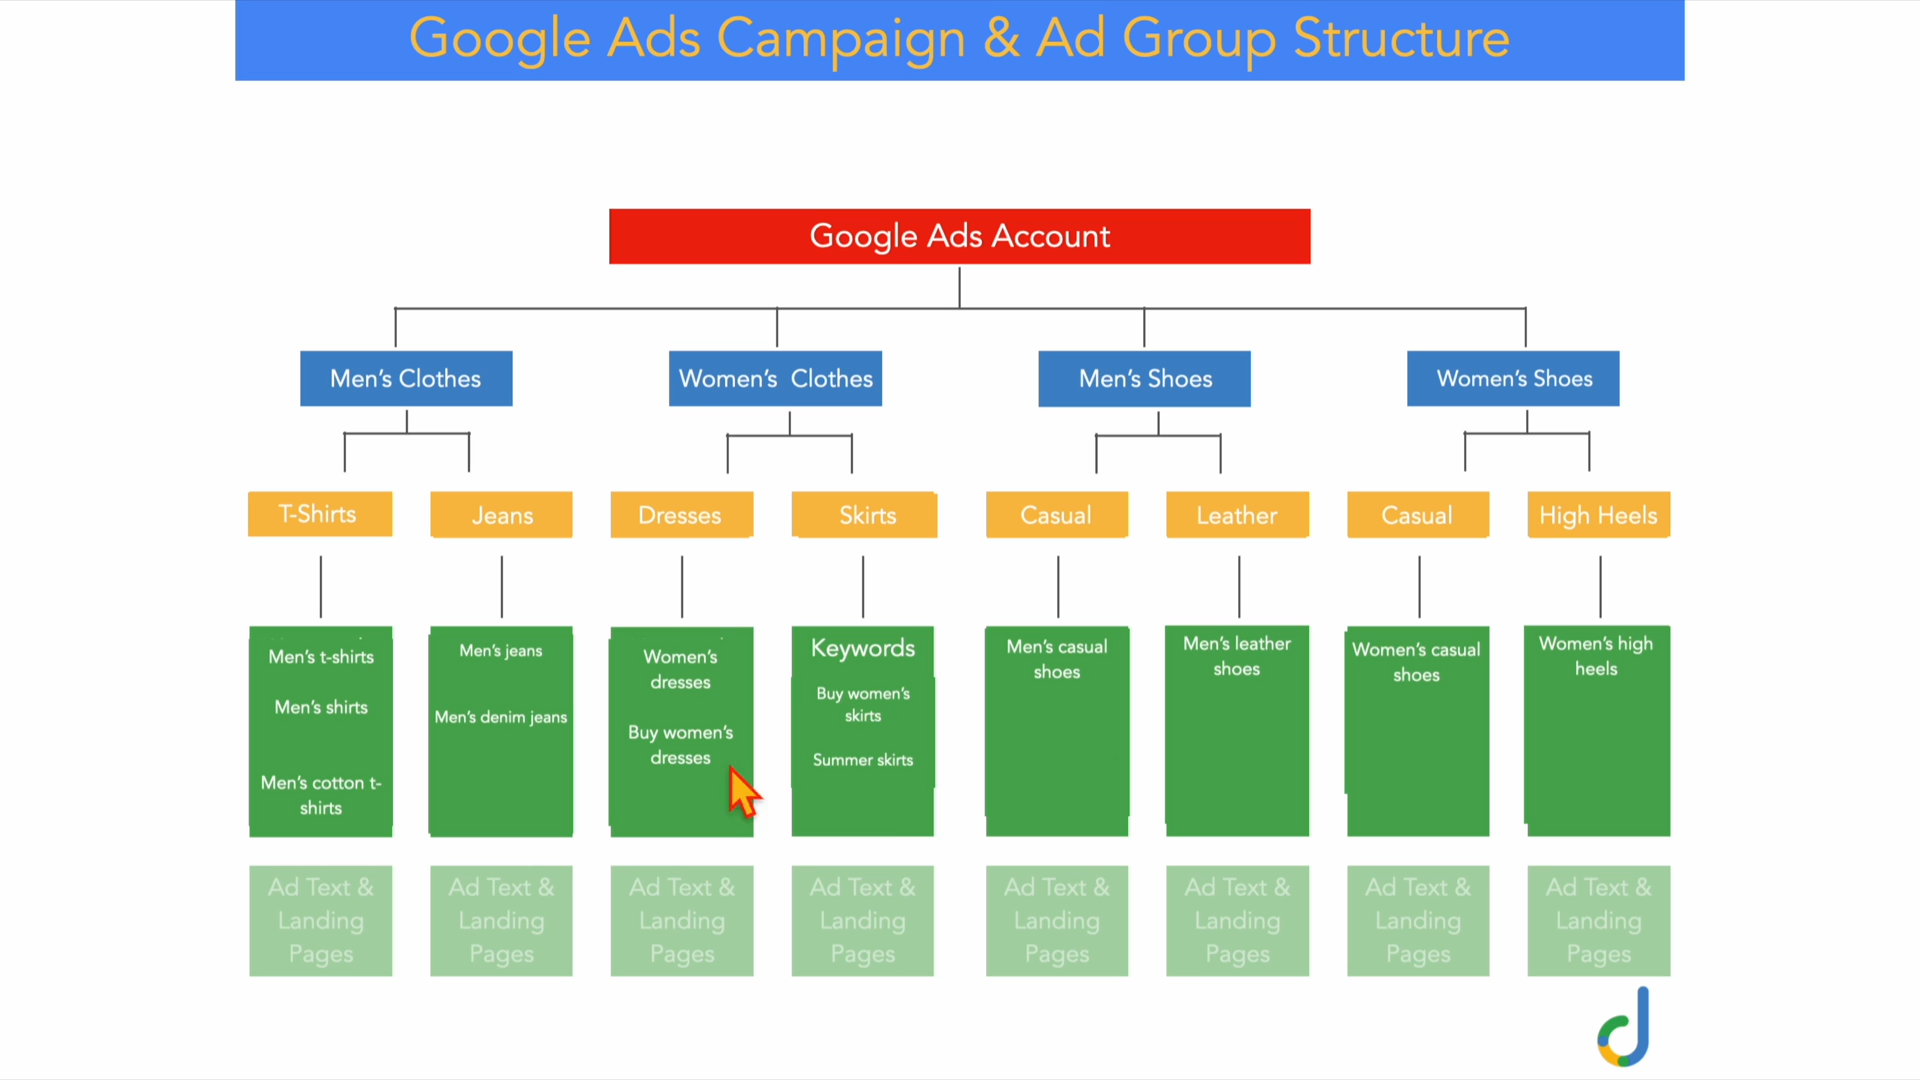 Google Ads Campaign & Ad Group Structure
Google Ads Account
Men's Clothes
Women's Clothes
Men's Shoes
Women's Shoes
T-Shirts
Jeans
Dresses
Skirts
Casual
Leather
Casual
High Heels
Men's t-shirts
Men's shirts
Men's cotton t-
shirts
Men's jeans
Men's denim jeans
Women's
dresses
Buy women's
dresses
Keywords
Buy women's
skirts
Summer skirts
Men's casual
shoes
Men's leather
shoes
Women's casual
shoes
Women's high
heels
Ad Text &
Landing
Pages
Ad Text &
Landing
Pages
Ad Text &
Landing
Pages
Ad Text &
Landing
Pages
Ad Text &
Landing
Pages
Ad Text &
Landing
Pages
Ad Text &
Landing
Pages
Ad Text &
Landing
Pages